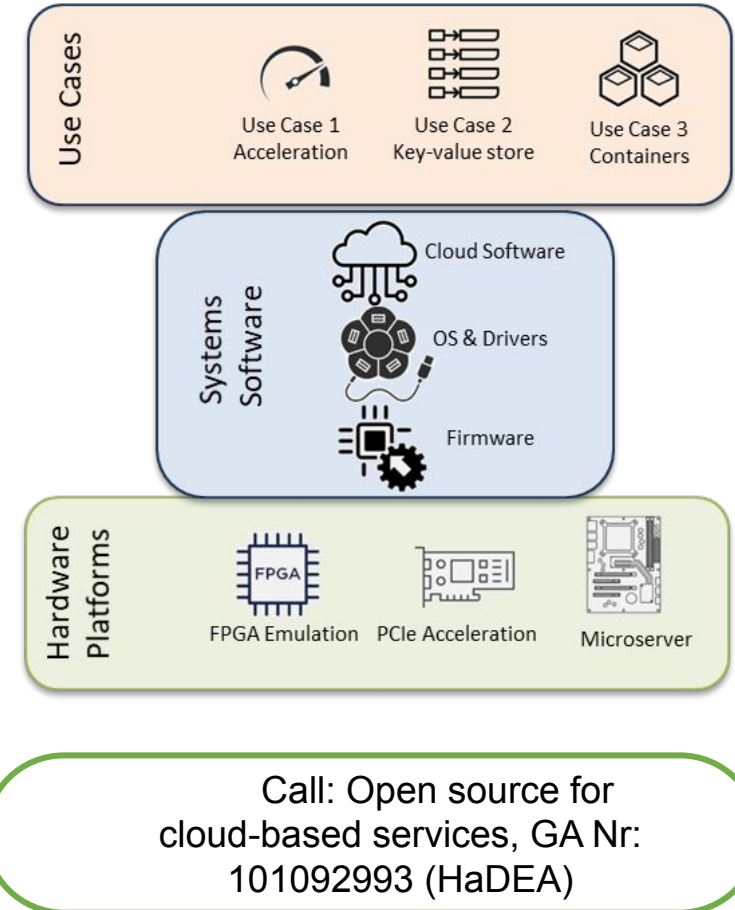 Use Cases
Use Case 1
Acceleration
Use Case 2
Key-value store
Use Case 3
Containers
Systems
Software
Cloud Software
OS & Drivers
Firmware
Hardware
Platforms
FPGA
FPGA Emulation
PCIe Acceleration
Microserver
Call: Open source for
cloud-based services, GA Nr:
101092993 (HaDEA)